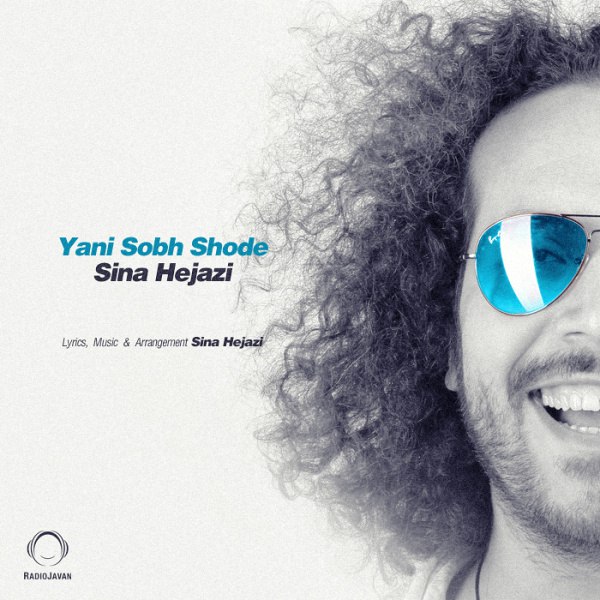 Yani Sobh Shode
Sina Hejazi
Lyrics, Music & Arrangement Sina Hejazi
RADIOJAVAN